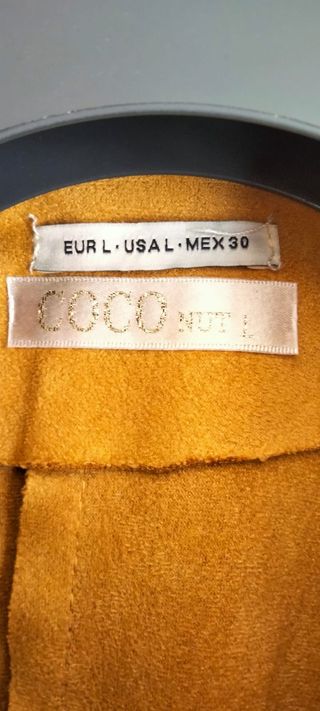 EUR L · USA L · MEX 30
COCO NUT L